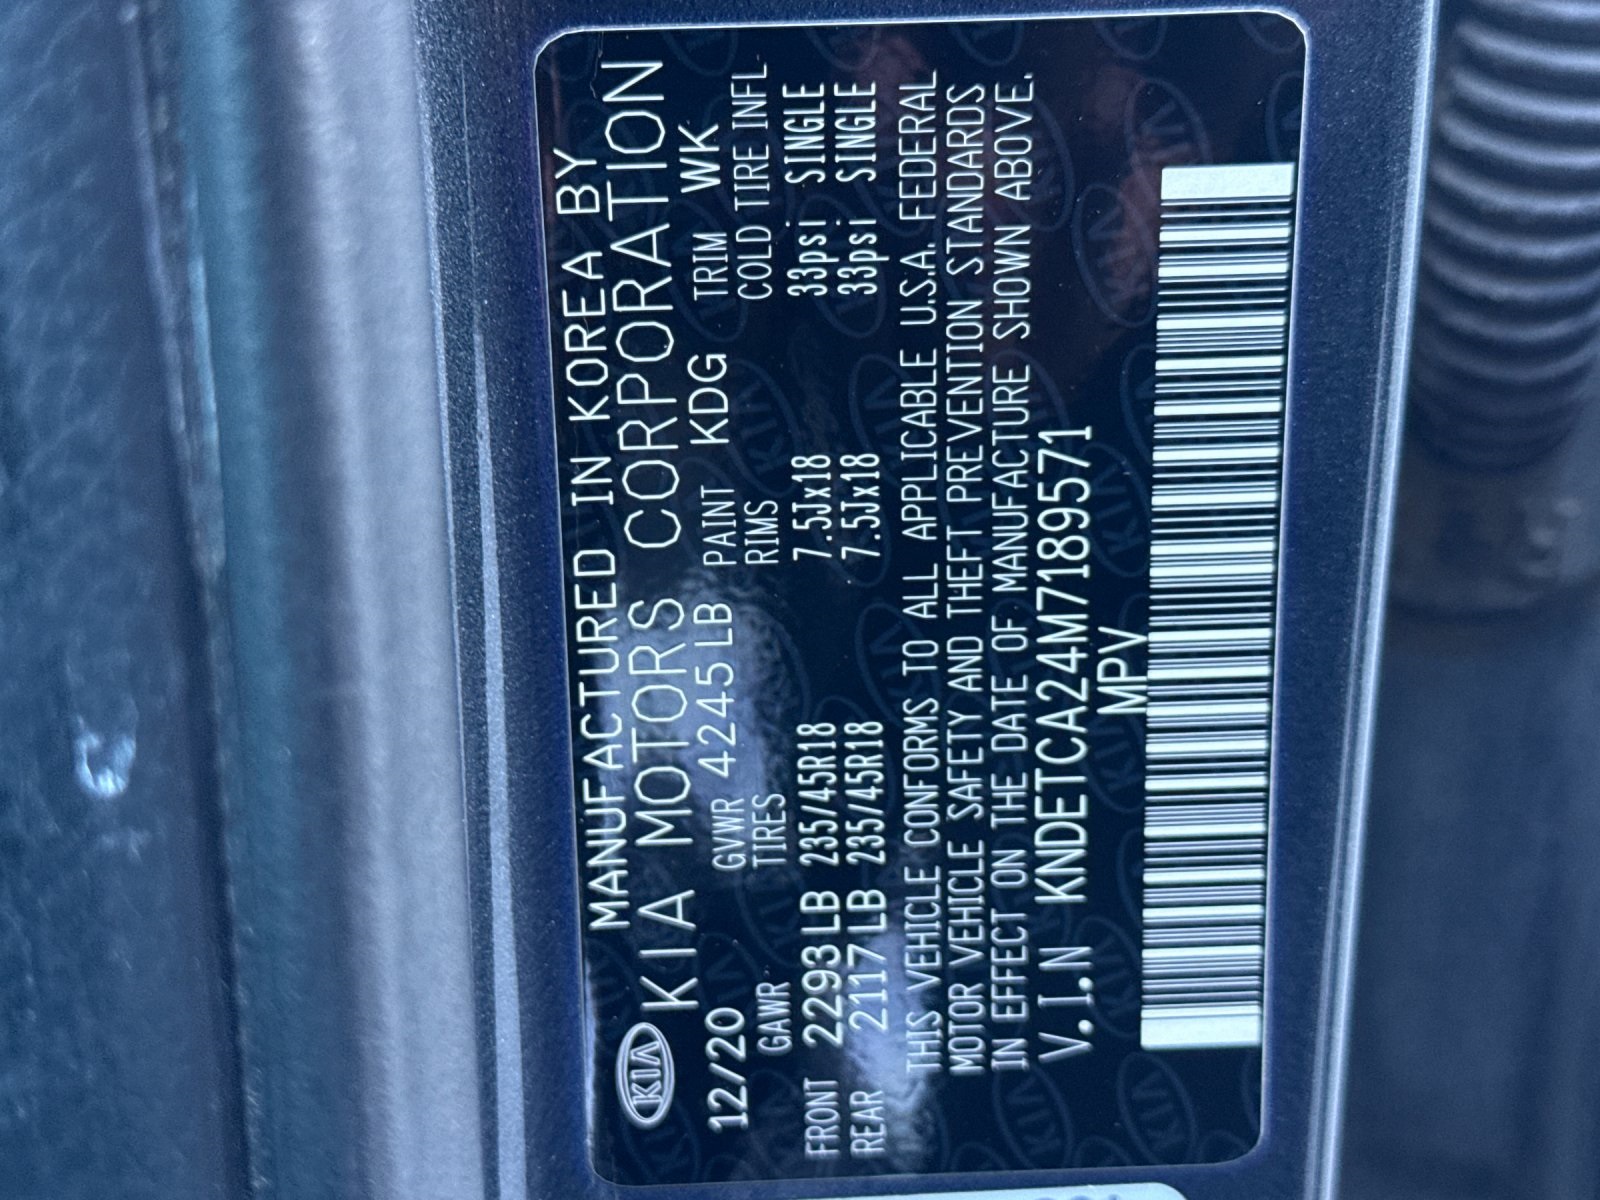 KIA MANUFACTURED IN KOREA BY
KIA MOTORS CORPORATION
12/20 GVWR 4245 LB PAINT KDG TRIM WK
GAWR TIRES RIMS COLD TIRE INFL
FRONT 2293 LB 235/45R18 7.5Jx18 33psi SINGLE
REAR 2117 LB 235/45R18 7.5Jx18 33psi SINGLE
THIS VEHICLE CONFORMS TO ALL APPLICABLE U.S.A. FEDERAL
MOTOR VEHICLE SAFETY AND THEFT PREVENTION STANDARDS
IN EFFECT ON THE DATE OF MANUFACTURE SHOWN ABOVE.
V.I.N KNDETCA24M7189571
MPV